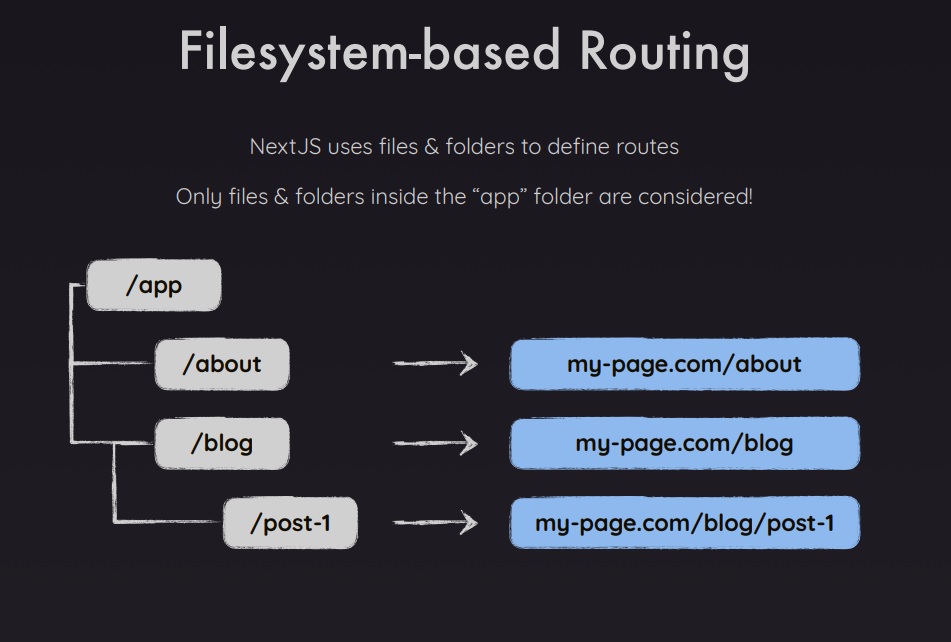 Filesystem-based Routing
NextJS uses files & folders to define routes
Only files & folders inside the “app” folder are considered!
/app
/about
my-page.com/about
/blog
my-page.com/blog
/post-1
my-page.com/blog/post-1